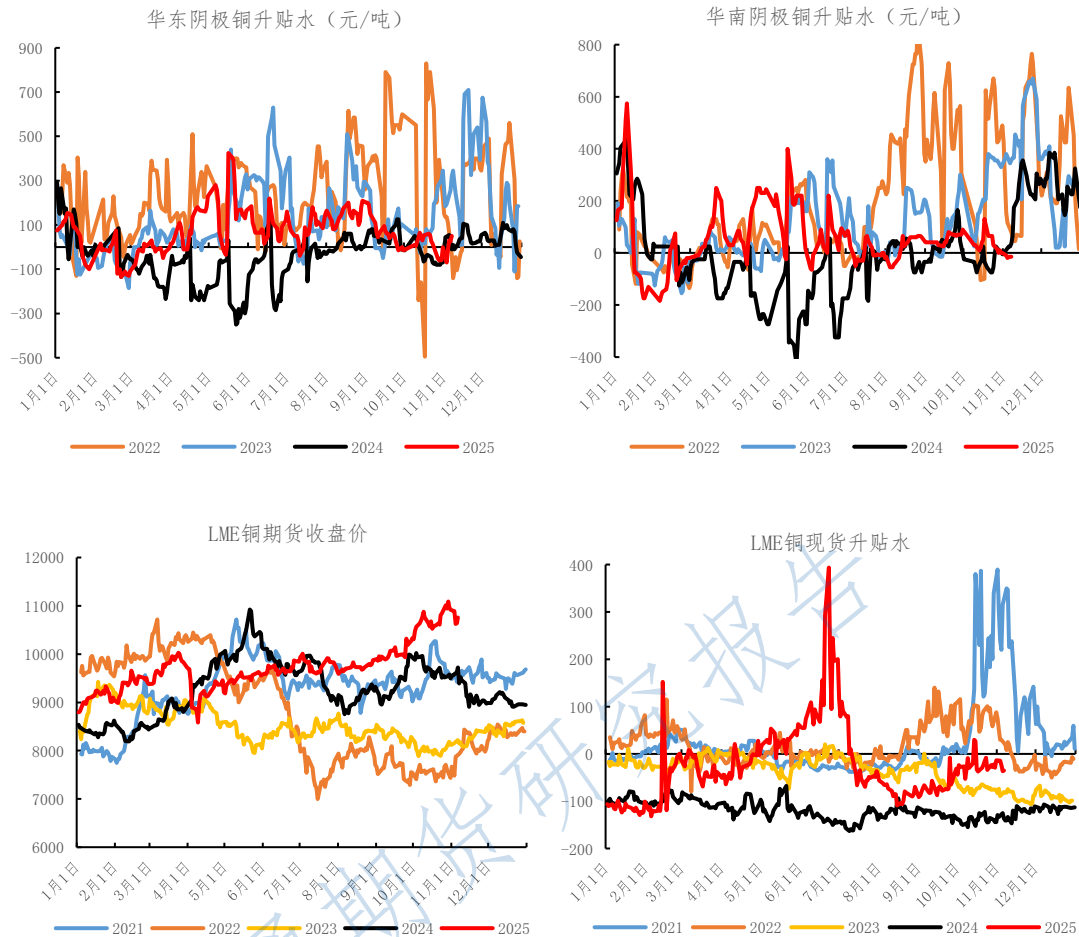 华东阴极铜升贴水（元/吨）
900
700
500
300
100
-100
-300
-500
1月1日
2月1日
3月1日
4月1日
5月1日
6月1日
7月1日
8月1日
9月1日
10月1日
11月1日
12月1日
2022 2023 2024 2025
华南阴极铜升贴水（元/吨）
800
600
400
200
0
-200
-400
1月1日
2月1日
3月1日
4月1日
5月1日
6月1日
7月1日
8月1日
9月1日
10月1日
11月1日
12月1日
2022 2023 2024 2025
LME铜期货收盘价
12000
11000
10000
9000
8000
7000
6000
1月1日
2月1日
3月1日
4月1日
5月1日
6月1日
7月1日
8月1日
9月1日
10月1日
11月1日
12月1日
2021 2022 2023 2024 2025
LME铜现货升贴水
400
300
200
100
0
-100
-200
1月1日
2月1日
3月1日
4月1日
5月1日
6月1日
7月1日
8月1日
9月1日
10月1日
11月1日
12月1日
2021 2022 2023 2024 2025
期货研究报告